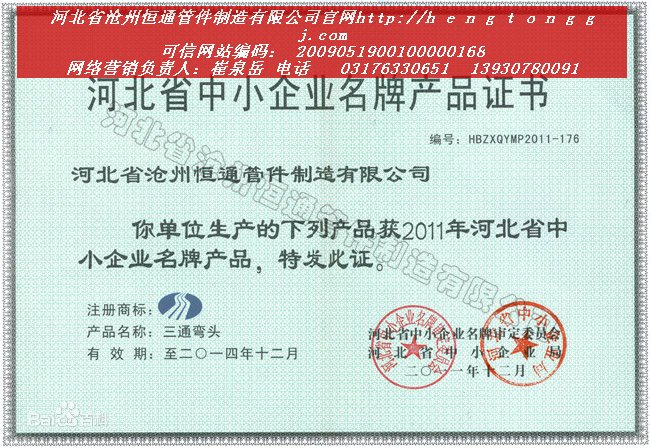 河北省沧州恒通管件制造有限公司官网http://hengtongg
j.com
可信网站编码: 2009051900100000168
网络营销负责人: 崔泉岳 电话 03176330651 13930780091
河北省中小企业名牌产品证书
编号: HBZXQYMP2011-176
河北省沧州恒通管件制造有限公司
你单位生产的下列产品获2011年河北省中
小企业名牌产品, 特发此证。
注册商标:
产品名称: 三通弯头
有效期: 至二〇一四年十二月
河北省中小企业名牌审定委员会
河北省中小企业局
二〇一一年十二月
河北省沧州恒通管件制造有限公司
Bai百科